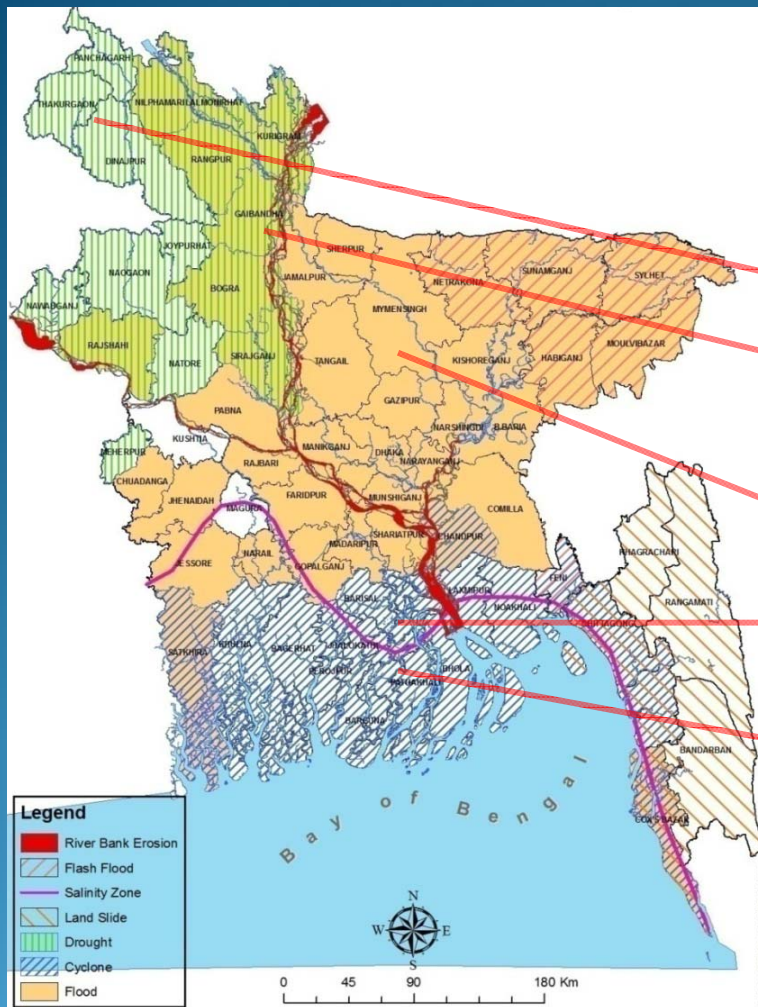 PANCHAGARH
THAKURGAON
NILPHAMARI
LALMONIRHAT
KURIGRAM
DINAJPUR
RANGPUR
GAIBANDHA
JOYPURHAT
SHERPUR
SUNAMGANJ
NAOGAON
JAMALPUR
NETRAKONA
SYLHET
NAWABGANJ
BOGRA
MYMENSINGH
RAJSHAHI
SIRAJGANJ
KISHOREGANJ
HABIGANJ
MOULVIBAZAR
NATORE
TANGAIL
GAZIPUR
PABNA
NARSHINGDI
B.BARIA
KUSHTIA
MANIKGANJ
DHAKA
MEHERPUR
NARAYANGANJ
RAJBARI
CHUADANGA
FARIDPUR
MUNSHIGANJ
COMILLA
JHENAIDAH
MAGURA
SHARIATPUR
CHANDPUR
MADARIPUR
KHAGRACHARI
JESSORE
NARAIL
GOPALGANJ
FENI
RANGAMATI
BARISAL
LAXMIPUR
NOAKHALI
CHITTAGONG
SATKHIRA
KHULNA
BAGERHAT
JHALOKATHI
PEROJPUR
BHOLA
PATUAKHALI
BARGUNA
BANDARBAN
COX'S BAZAR
Bay of Bengal
Legend
River Bank Erosion
Flash Flood
Salinity Zone
Land Slide
Drought
Cyclone
Flood
N
W E
S
0 45 90 180 Km